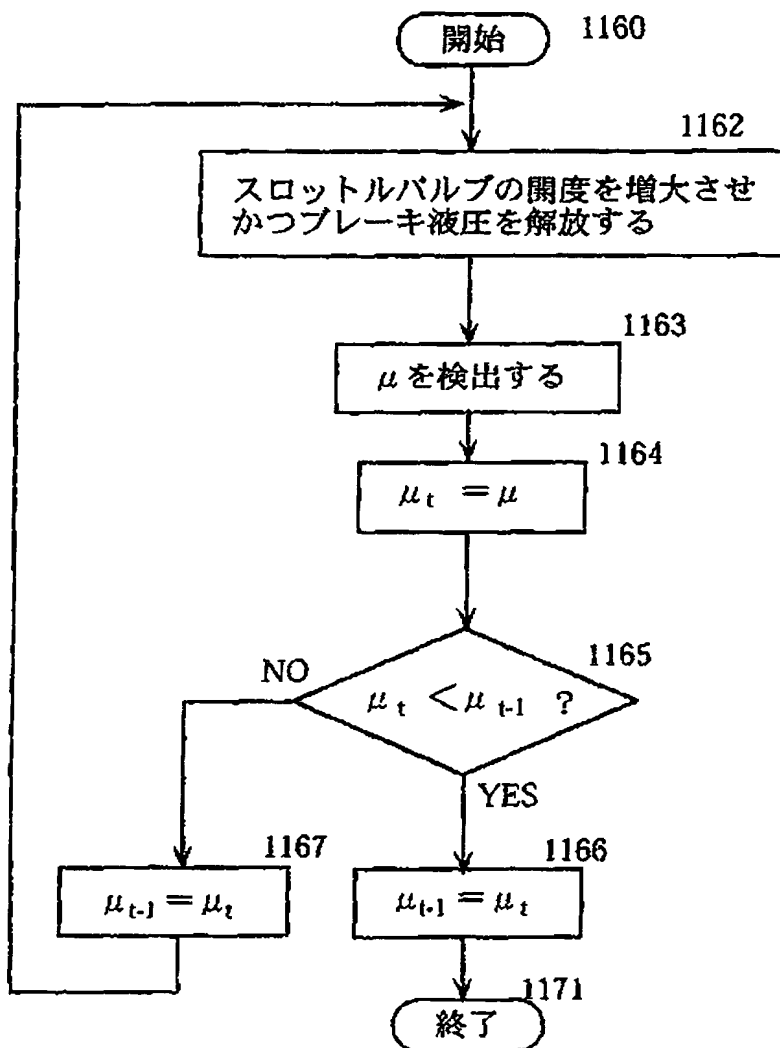 開始
1160
1162
スロットルバルブの開度を増大させ
かつブレーキ液圧を解放する
1163
μを検出する
1164
μt = μ
1165
μt < μt-1 ?
NO
YES
1167
μt-1 = μt
1166
μt-1 = μt
1171
終了